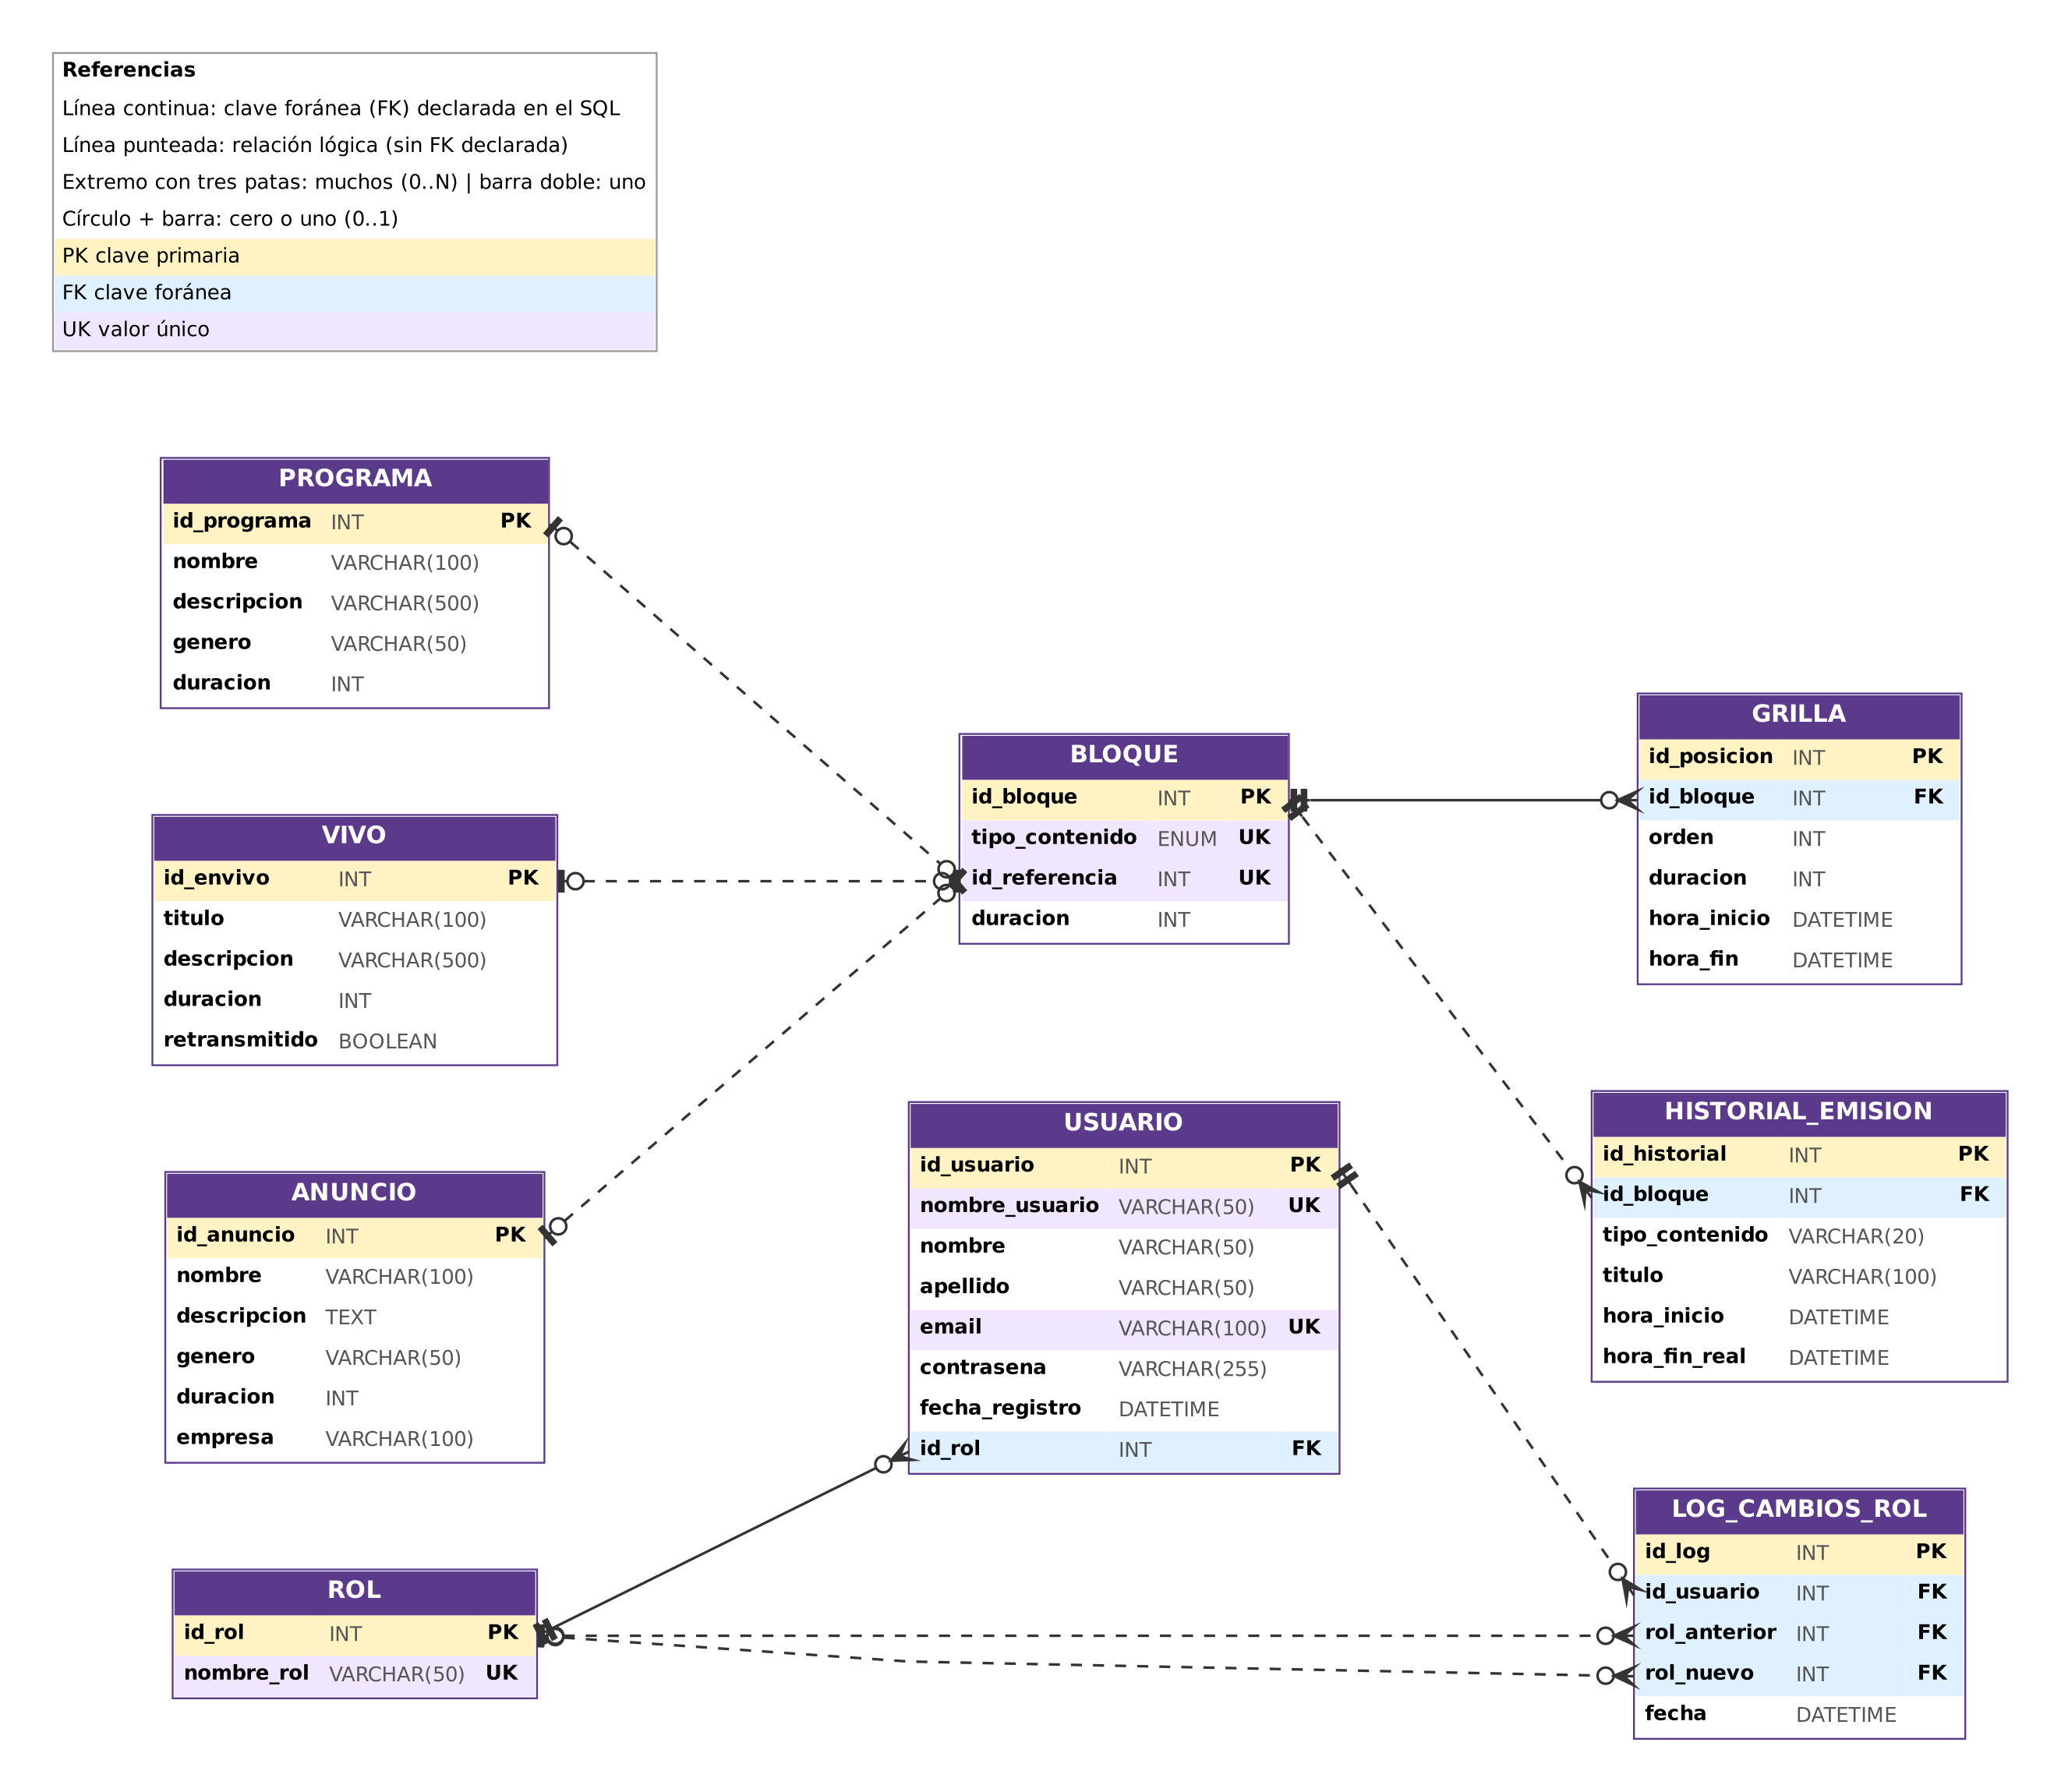 Referencias
Línea continua: clave foránea (FK) declarada en el SQL
Línea punteada: relación lógica (sin FK declarada)
Extremo con tres patas: muchos (0..N) | barra doble: uno
Círculo + barra: cero o uno (0..1)
PK clave primaria
FK clave foránea
UK valor único
PROGRAMA
id_programa INT PK
nombre VARCHAR(100)
descripcion VARCHAR(500)
genero VARCHAR(50)
duracion INT
VIVO
id_envivo INT PK
titulo VARCHAR(100)
descripcion VARCHAR(500)
duracion INT
retransmitido BOOLEAN
ANUNCIO
id_anuncio INT PK
nombre VARCHAR(100)
descripcion TEXT
genero VARCHAR(50)
duracion INT
empresa VARCHAR(100)
ROL
id_rol INT PK
nombre_rol VARCHAR(50) UK
BLOQUE
id_bloque INT PK
tipo_contenido ENUM UK
id_referencia INT UK
duracion INT
USUARIO
id_usuario INT PK
nombre_usuario VARCHAR(50) UK
nombre VARCHAR(50)
apellido VARCHAR(50)
email VARCHAR(100) UK
contrasena VARCHAR(255)
fecha_registro DATETIME
id_rol INT FK
GRILLA
id_posicion INT PK
id_bloque INT FK
orden INT
duracion INT
hora_inicio DATETIME
hora_fin DATETIME
HISTORIAL_EMISION
id_historial INT PK
id_bloque INT FK
tipo_contenido VARCHAR(20)
titulo VARCHAR(100)
hora_inicio DATETIME
hora_fin_real DATETIME
LOG_CAMBIOS_ROL
id_log INT PK
id_usuario INT FK
rol_anterior INT FK
rol_nuevo INT FK
fecha DATETIME